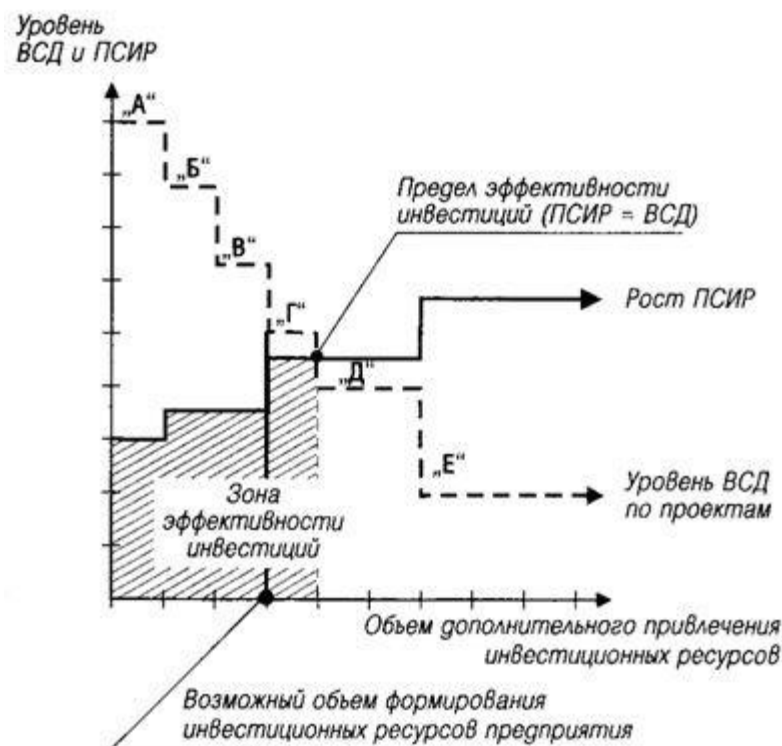 Уровень
ВСД и ПСИР
„А“
„Б“
„В“
„Г“
„Д“
„Е“
Предел эффективности
инвестиций (ПСИР = ВСД)
Рост ПСИР
Зона
эффективности
инвестиций
Уровень ВСД
по проектам
Объем дополнительного привлечения
инвестиционных ресурсов
Возможный объем формирования
инвестиционных ресурсов предприятия